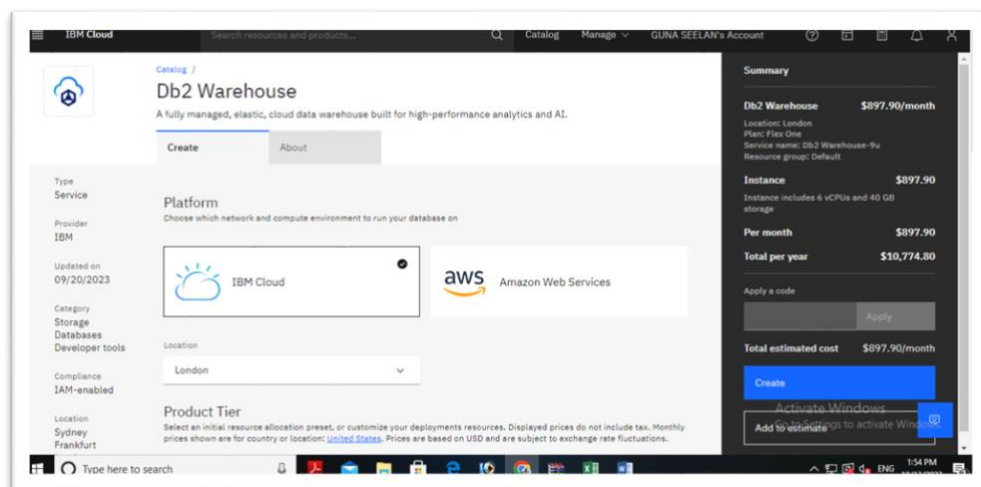 IBM Cloud
Search resources and products...
Catalog
Manage
GUNA SEELAN's Account
Catalog /
Db2 Warehouse
A fully managed, elastic, cloud data warehouse built for high-performance analytics and AI.
Create
About
Type
Service
Provider
IBM
Updated on
09/20/2023
Category
Storage
Databases
Developer tools
Compliance
IAM-enabled
Location
Sydney
Frankfurt
Platform
Choose which network and compute environment to run your database on
IBM Cloud
aws
Amazon Web Services
Location
London
Product Tier
Select an initial resource allocation preset, or customize your deployments resources. Displayed prices do not include tax. Monthly
prices shown are for country or location: United States. Prices are based on USD and are subject to exchange rate fluctuations.
Summary
Db2 Warehouse $897.90/month
Location: London
Plan: Flex One
Service name: Db2 Warehouse-9u
Resource group: Default
Instance $897.90
Instance includes 6 vCPUs and 40 GB
storage
Per month $897.90
Total per year $10,774.80
Apply a code
Apply
Total estimated cost $897.90/month
Create
Activate Windows
Add to estimate
Go to Settings to activate Windows.
Type here to search
ENG
1:54 PM